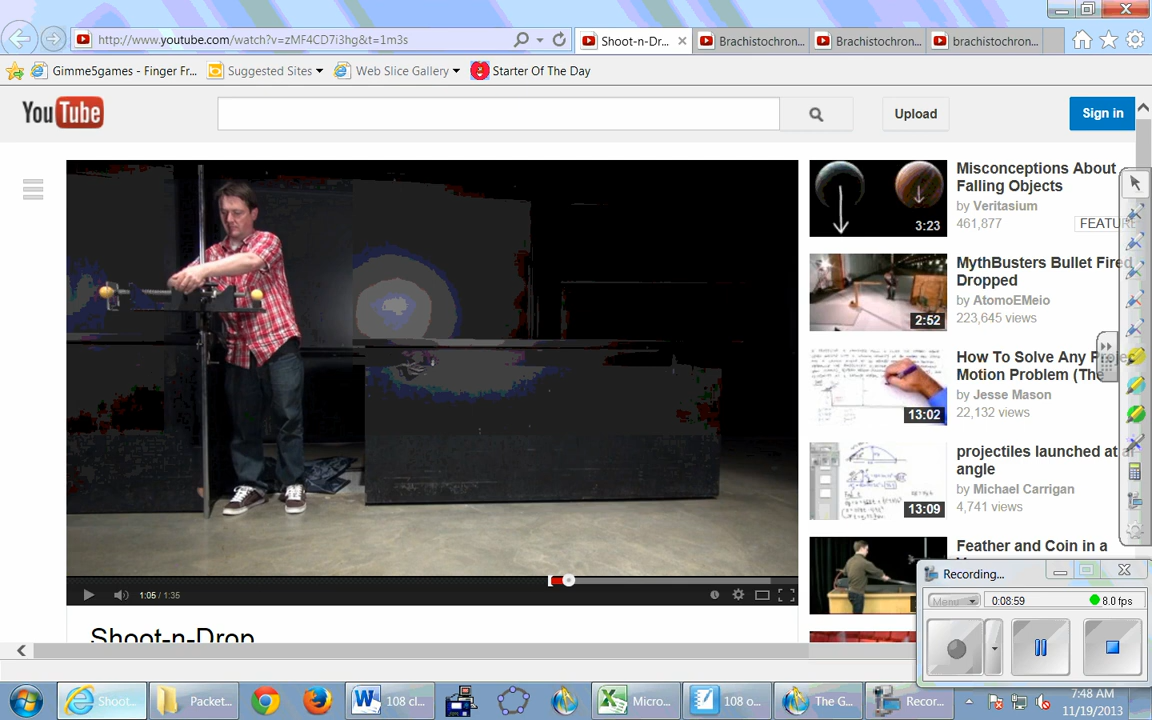 http://www.youtube.com/watch?v=zMF4CD7i3hg&t=1m3s
Shoot-n-Dr...
Brachistochron...
Brachistochron...
brachistochron...
Gimme5games - Finger Fr...
Suggested Sites
Web Slice Gallery
Starter Of The Day
YouTube
Upload
Sign in
Misconceptions About
Falling Objects
by Veritasium
461,877
FEATUR
3:23
MythBusters Bullet Fired
Dropped
by AtomoEMeio
223,645 views
2:52
How To Solve Any Proje
Motion Problem (The
by Jesse Mason
22,132 views
13:02
projectiles launched at a
angle
by Michael Carrigan
4,741 views
13:09
Feather and Coin in a
1:05 / 1:35
Shoot-n-Drop
Recording...
Menu
0:08:59
8.0 fps
Shoot...
Packet...
108 cl...
Micro...
108 o...
The G...
Recor...
7:48 AM
11/19/2013